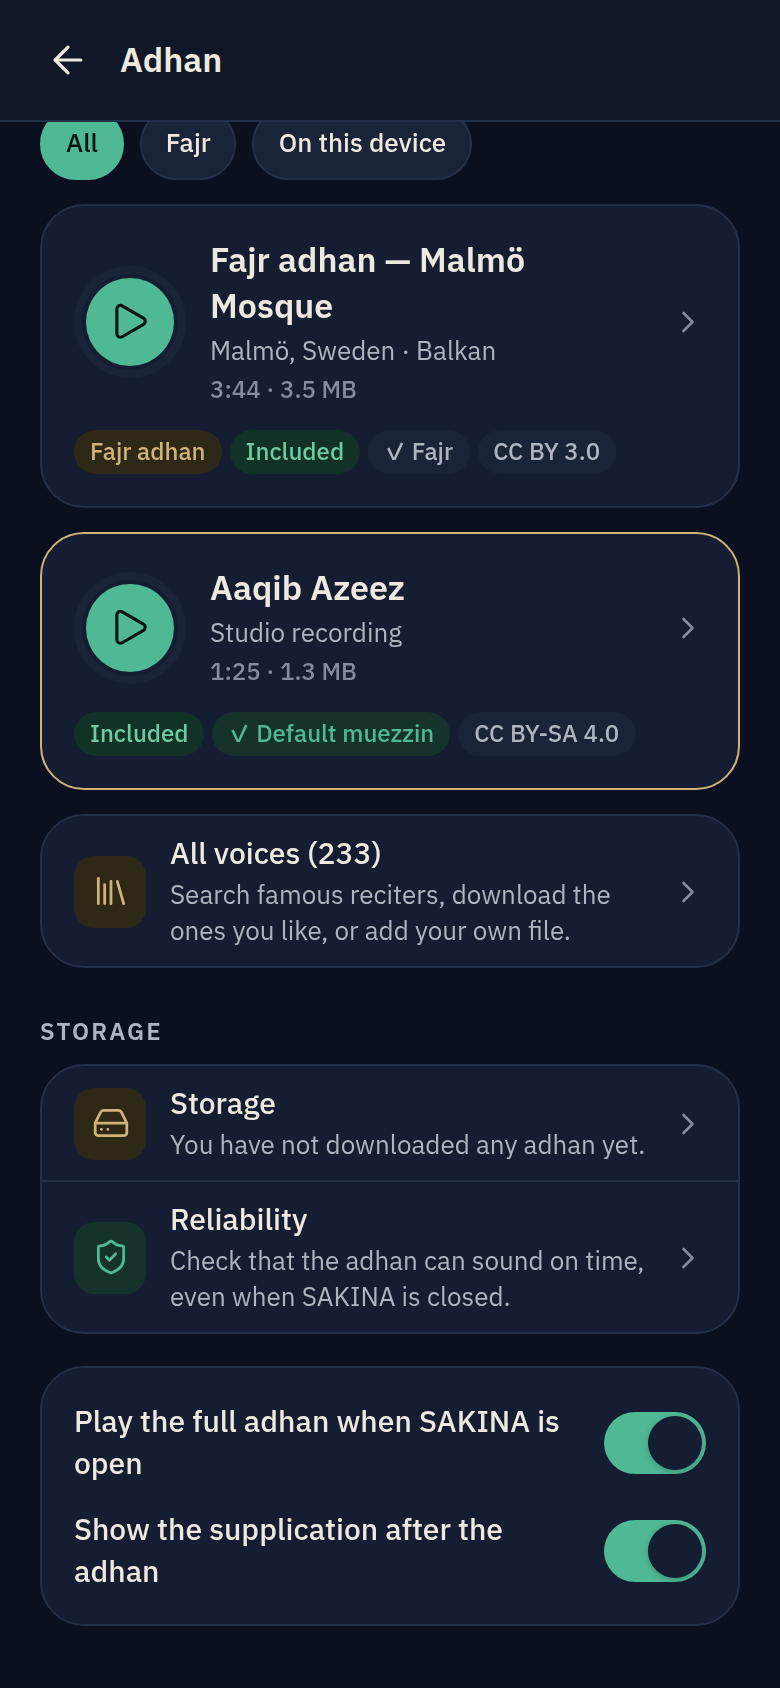 Adhan
All
Fajr
On this device
Fajr adhan — Malmö
Mosque
Malmö, Sweden · Balkan
3:44 · 3.5 MB
Fajr adhan
Included
✓ Fajr
CC BY 3.0
Aaqib Azeez
Studio recording
1:25 · 1.3 MB
Included
✓ Default muezzin
CC BY-SA 4.0
All voices (233)
Search famous reciters, download the
ones you like, or add your own file.
STORAGE
Storage
You have not downloaded any adhan yet.
Reliability
Check that the adhan can sound on time,
even when SAKINA is closed.
Play the full adhan when SAKINA is
open
Show the supplication after the
adhan